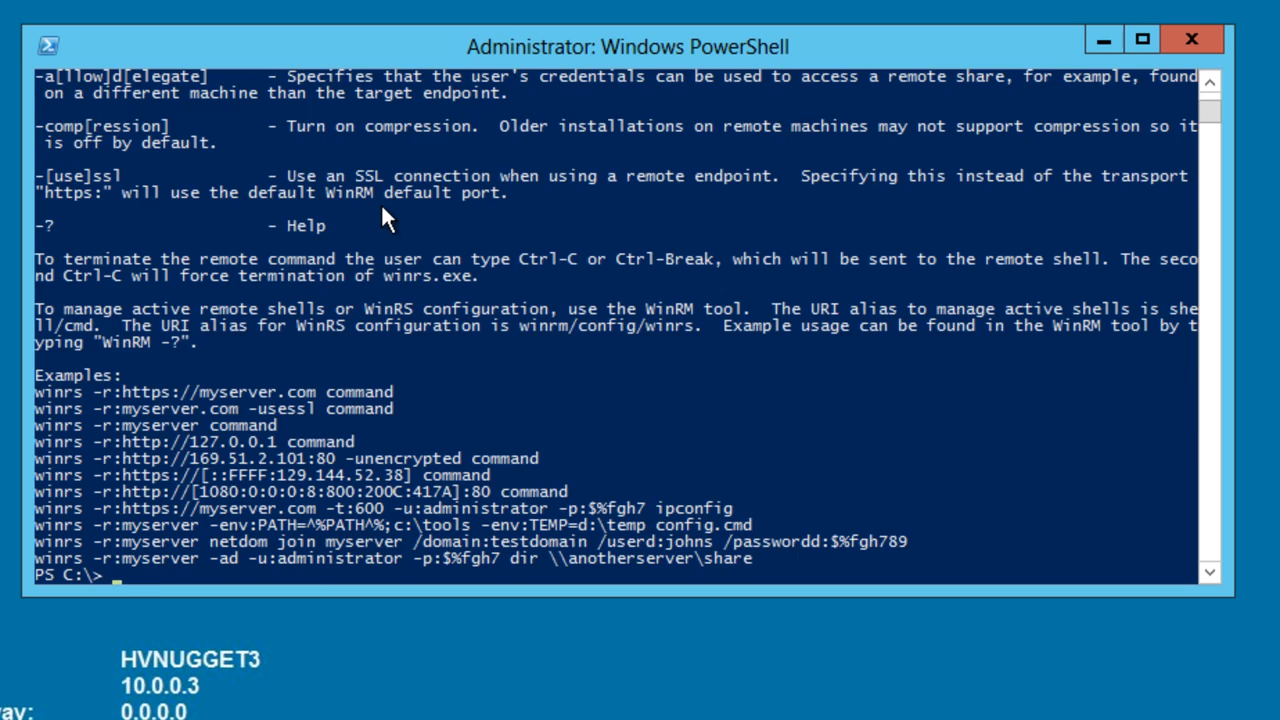 Administrator: Windows PowerShell
-a[llow]d[elegate]      - Specifies that the user's credentials can be used to access a remote share, for example, found
 on a different machine than the target endpoint.
-comp[ression]          - Turn on compression.  Older installations on remote machines may not support compression so it
 is off by default.
-[use]ssl               - Use an SSL connection when using a remote endpoint.  Specifying this instead of the transport
"https:" will use the default WinRM default port.
-?                      - Help
To terminate the remote command the user can type Ctrl-C or Ctrl-Break, which will be sent to the remote shell. The seco
nd Ctrl-C will force termination of winrs.exe.
To manage active remote shells or WinRS configuration, use the WinRM tool.  The URI alias to manage active shells is she
ll/cmd.  The URI alias for WinRS configuration is winrm/config/winrs.  Example usage can be found in the WinRM tool by t
yping "WinRM -?".
Examples:
winrs -r:https://myserver.com command
winrs -r:myserver.com -usessl command
winrs -r:myserver command
winrs -r:http://127.0.0.1 command
winrs -r:http://169.51.2.101:80 -unencrypted command
winrs -r:https://[::FFFF:129.144.52.38] command
winrs -r:http://[1080:0:0:0:8:800:200C:417A]:80 command
winrs -r:https://myserver.com -t:600 -u:administrator -p:$%fgh7 ipconfig
winrs -r:myserver -env:PATH=^%PATH^%;c:\tools -env:TEMP=d:\temp config.cmd
winrs -r:myserver netdom join myserver /domain:testdomain /userd:johns /passwordd:$%fgh789
winrs -r:myserver -ad -u:administrator -p:$%fgh7 dir \\anotherserver\share
PS C:\> _
HVNUGGET3
10.0.0.3
way: 0.0.0.0